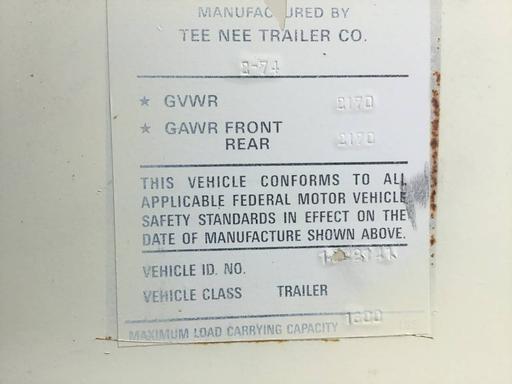 MANUFACTURED BY
TEE NEE TRAILER CO.
2-74
★ GVWR 2170
★ GAWR FRONT
REAR 2170
THIS VEHICLE CONFORMS TO ALL
APPLICABLE FEDERAL MOTOR VEHICLE
SAFETY STANDARDS IN EFFECT ON THE
DATE OF MANUFACTURE SHOWN ABOVE.
VEHICLE ID. NO.
VEHICLE CLASS TRAILER
MAXIMUM LOAD CARRYING CAPACITY 1800